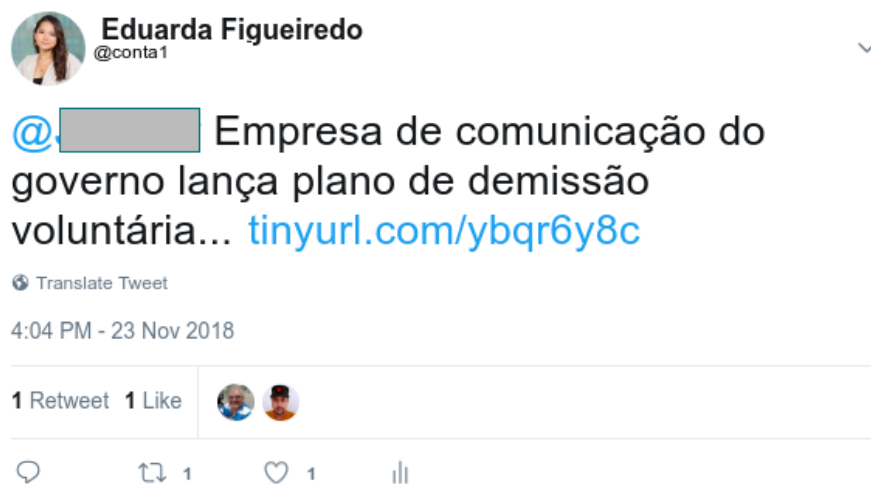 Eduarda Figueiredo
@conta1
@ Empresa de comunicação do
governo lança plano de demissão
voluntária... tinyurl.com/ybqr6y8c
Translate Tweet
4:04 PM - 23 Nov 2018
1 Retweet 1 Like
1 1